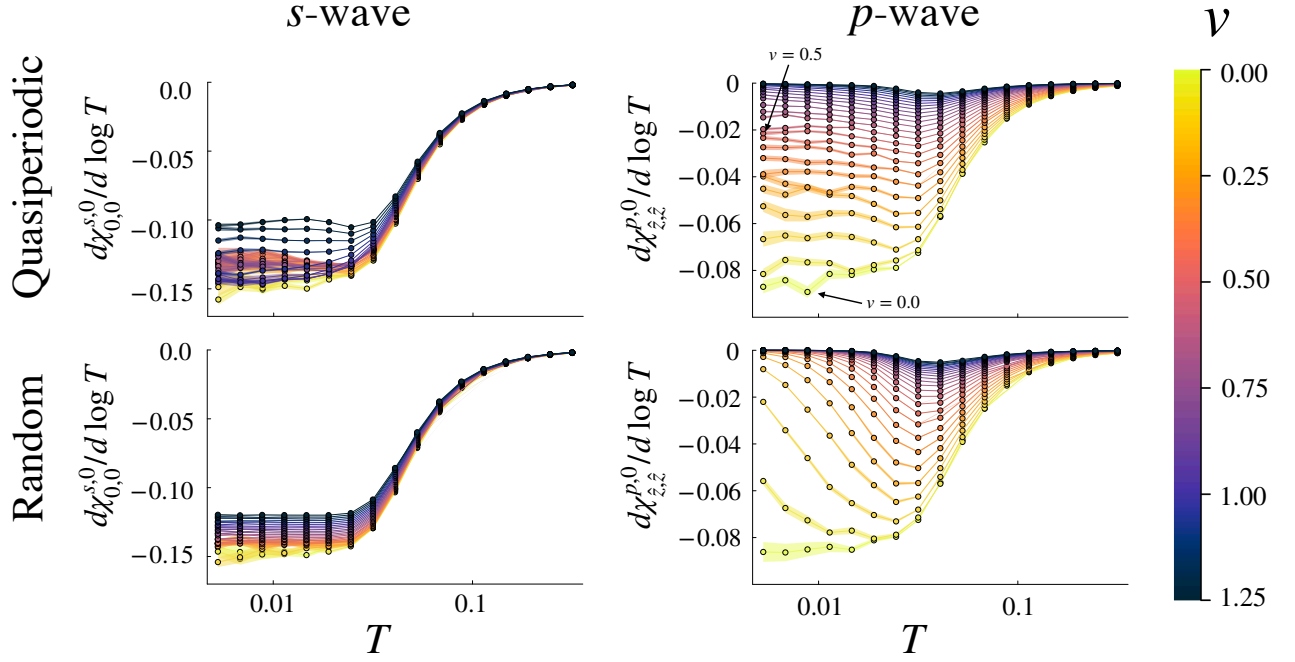 s-wave
p-wave
v
Quasiperiodic
dχ^{s,0}_{0,0}/d log T
0.0
−0.05
−0.10
−0.15
dχ^{p,0}_{ẑ,ẑ}/d log T
0
−0.02
−0.04
−0.06
−0.08
v = 0.5
v = 0.0
Random
dχ^{s,0}_{0,0}/d log T
0.0
−0.05
−0.10
−0.15
0.01
0.1
T
dχ^{p,0}_{ẑ,ẑ}/d log T
0
−0.02
−0.04
−0.06
−0.08
0.01
0.1
T
0.00
0.25
0.50
0.75
1.00
1.25